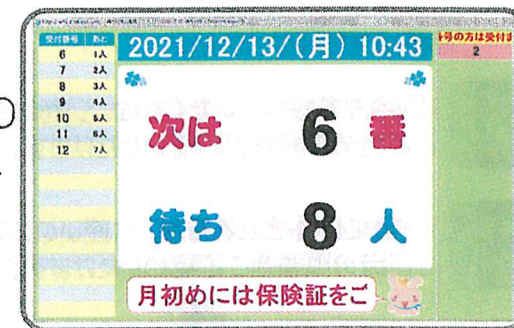 受付番号 あと
6 1人
7 2人
8 3人
9 4人
10 5人
11 6人
12 7人
2021/12/13/(月) 10:43
次は 6 番
待ち 8 人
月初めには保険証をご
号の方は受付ま
2